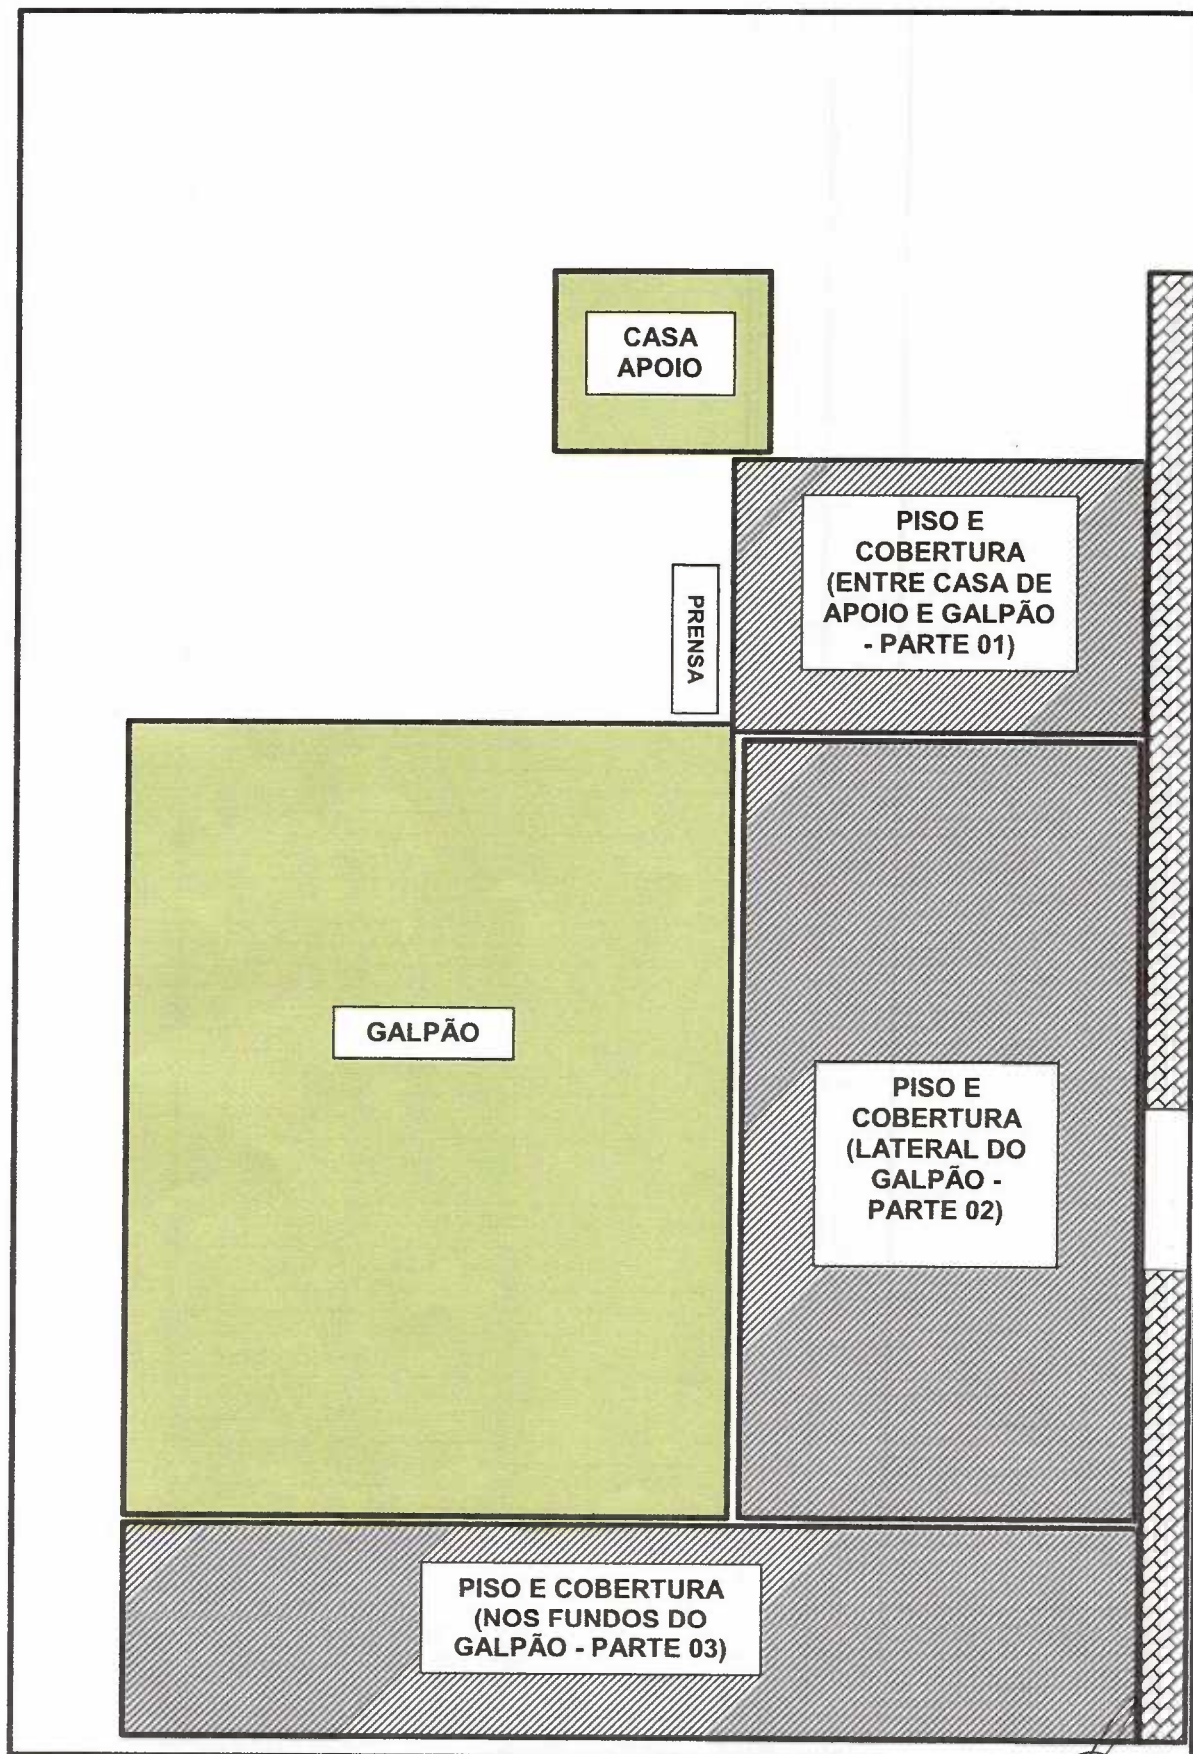 CASA
APOIO
PISO E
COBERTURA
(ENTRE CASA DE
APOIO E GALPÃO
- PARTE 01)
PRENSA
GALPÃO
PISO E
COBERTURA
(LATERAL DO
GALPÃO -
PARTE 02)
PISO E COBERTURA
(NOS FUNDOS DO
GALPÃO - PARTE 03)